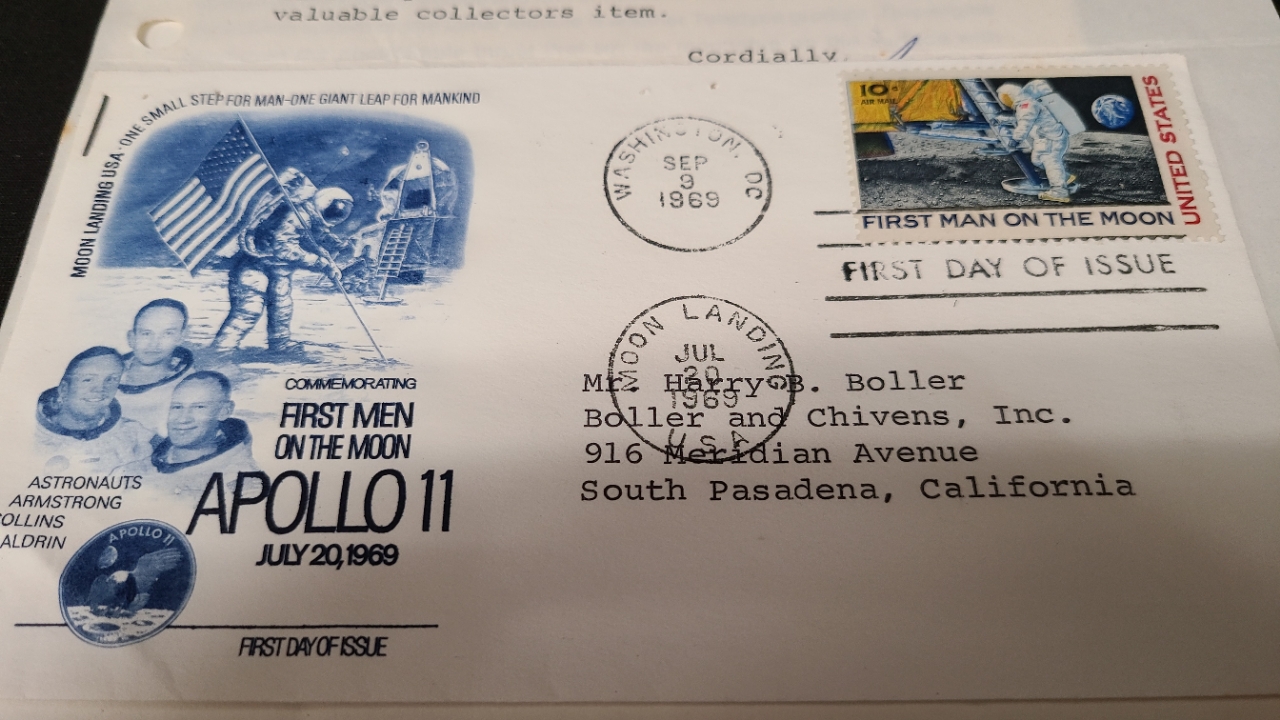 valuable collectors item.
Cordially,
MOON LANDING USA · ONE SMALL STEP FOR MAN-ONE GIANT LEAP FOR MANKIND
COMMEMORATING
FIRST MEN
ON THE MOON
APOLLO 11
JULY 20, 1969
ASTRONAUTS
ARMSTRONG
OLLINS
ALDRIN
APOLLO 11
FIRST DAY OF ISSUE
WASHINGTON, DC
SEP
9
1969
10¢
AIR MAIL
UNITED STATES
FIRST MAN ON THE MOON
FIRST DAY OF ISSUE
MOON LANDING
JUL
20
1969
USA
Mr. Harry B. Boller
Boller and Chivens, Inc.
916 Meridian Avenue
South Pasadena, California